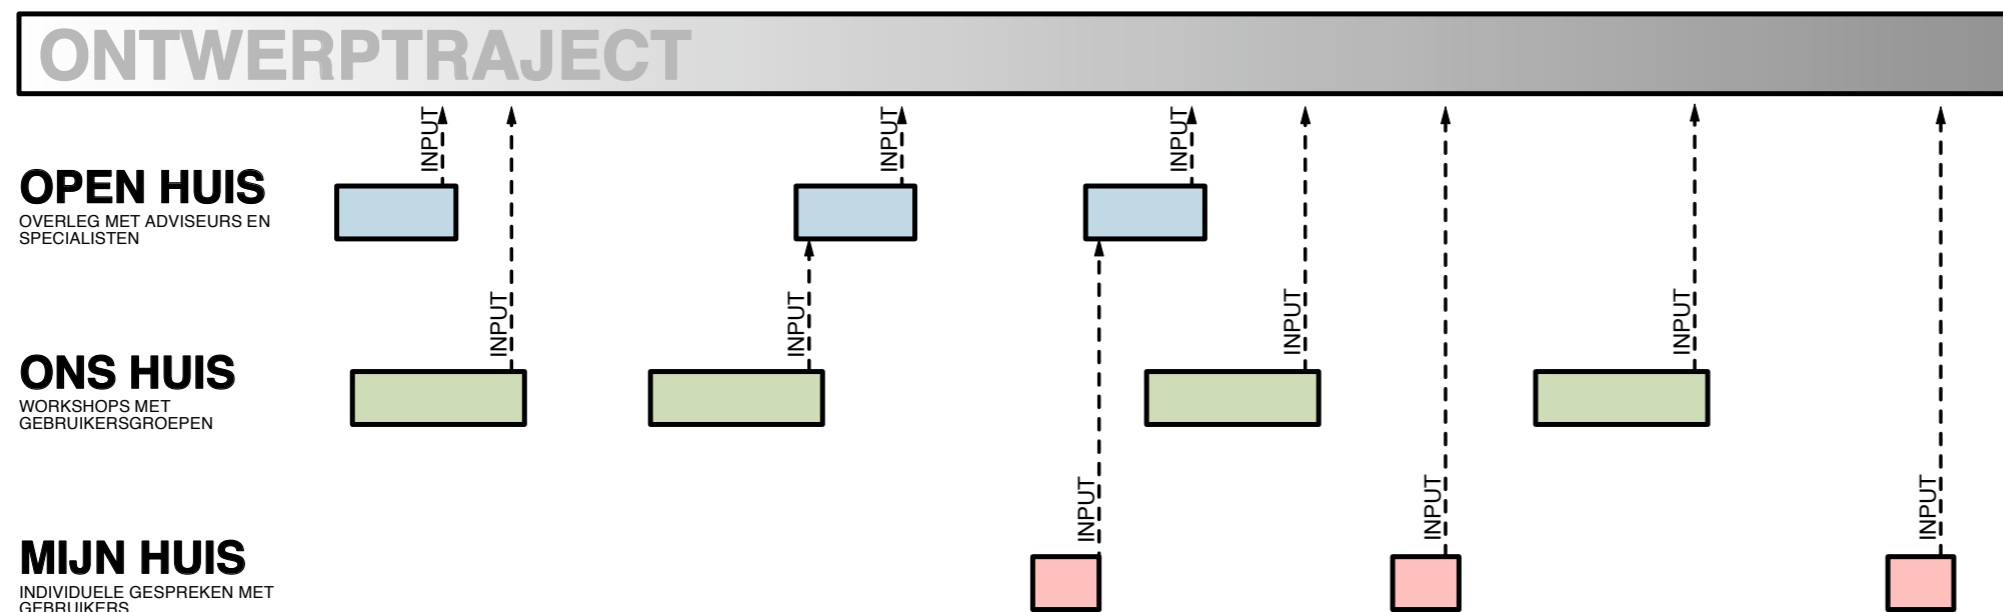 ONTWERPTRAJECT
INPUT
INPUT
INPUT
OPEN HUIS
OVERLEG MET ADVISEURS EN
SPECIALISTEN
INPUT
INPUT
INPUT
INPUT
ONS HUIS
WORKSHOPS MET
GEBRUIKERSGROEPEN
INPUT
INPUT
INPUT
MIJN HUIS
INDIVIDUELE GESPREKEN MET
GEBRUIKERS